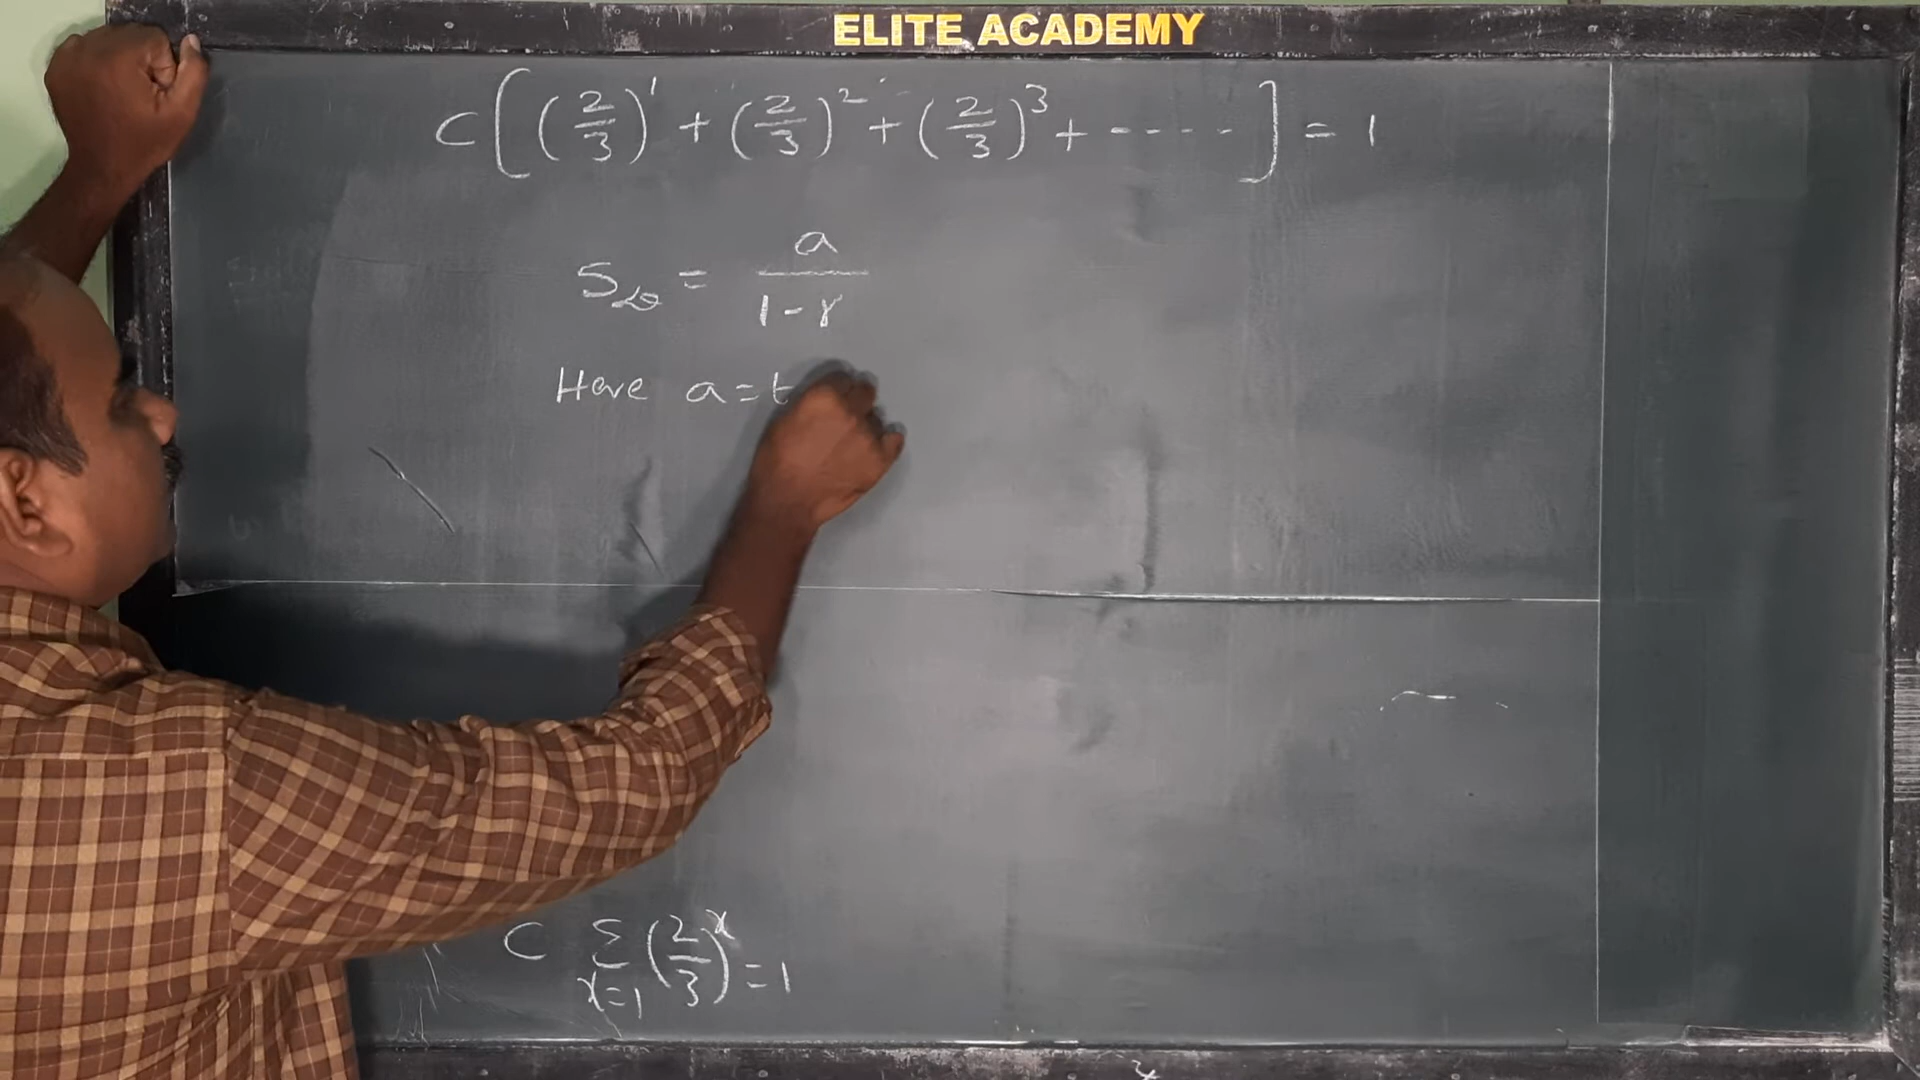 ELITE ACADEMY
C[(2/3)^1 + (2/3)^2 + (2/3)^3 + -----] = 1
S∞ = a/(1-r)
Here a = t
C Σ_{x=1} (2/3)^x = 1